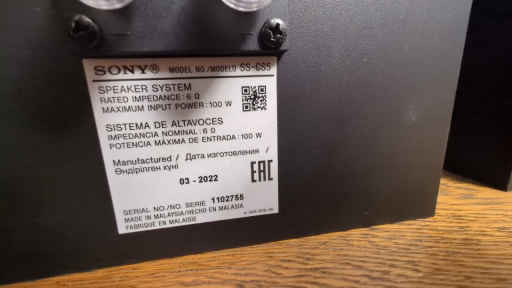 SONY® MODEL NO./MODELO SS-CS5
SPEAKER SYSTEM
RATED IMPEDANCE: 6 Ω
MAXIMUM INPUT POWER: 100 W
SISTEMA DE ALTAVOCES
IMPEDANCIA NOMINAL: 6 Ω
POTENCIA MÁXIMA DE ENTRADA: 100 W
Manufactured / Дата изготовления /
Өндірілген күні
03 - 2022
EAC
SERIAL NO./NO. SERIE 1102755
MADE IN MALAYSIA/HECHO EN MALASIA
FABRIQUÉ EN MALAISIE